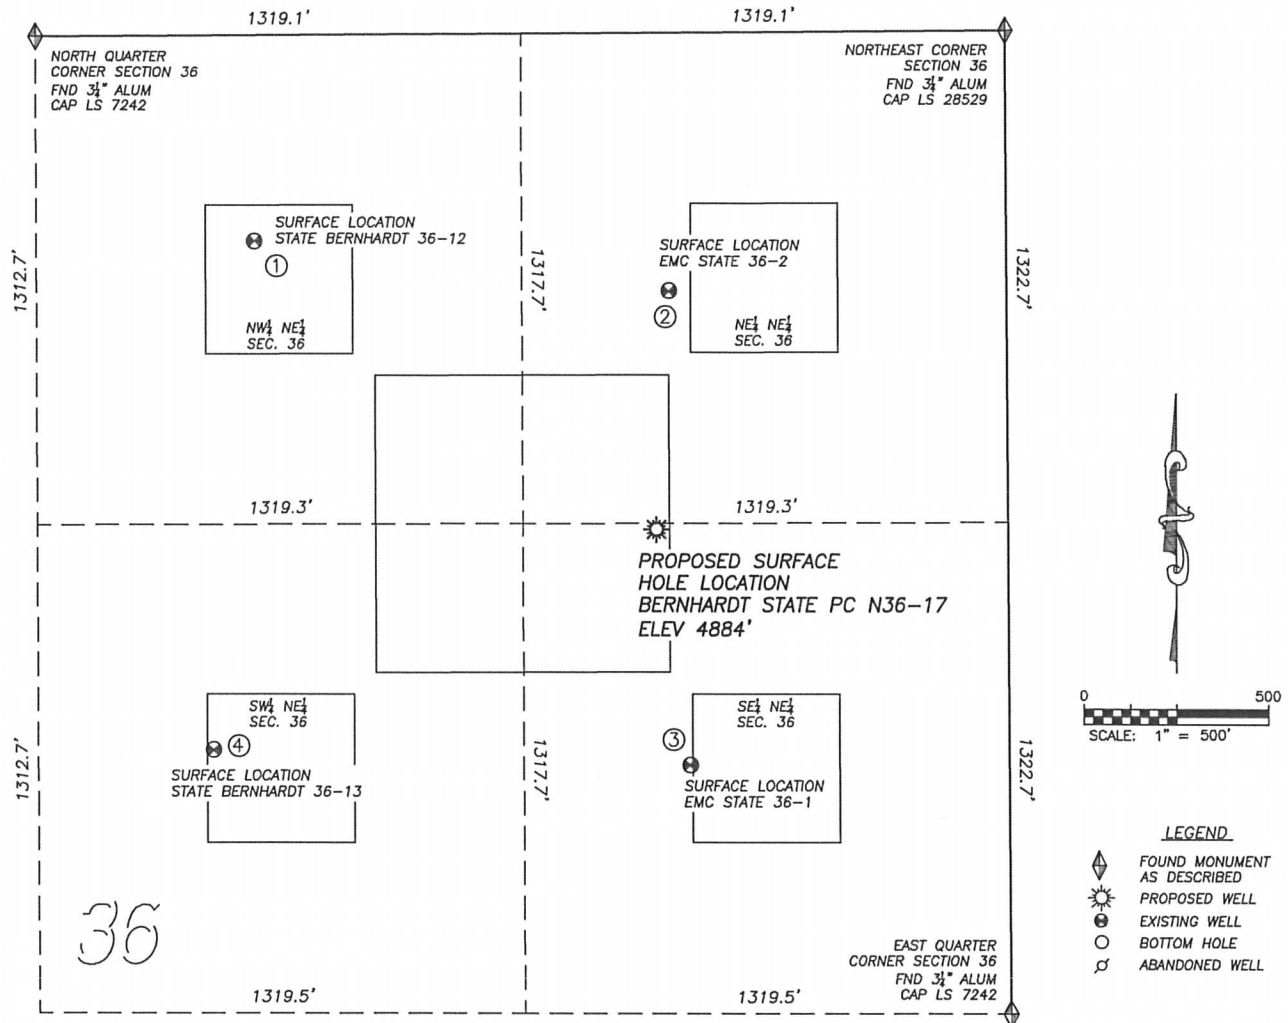 1319.1'
1319.1'
NORTH QUARTER
CORNER SECTION 36
FND 3¼" ALUM
CAP LS 7242
NORTHEAST CORNER
SECTION 36
FND 3¼" ALUM
CAP LS 28529
SURFACE LOCATION
STATE BERNHARDT 36-12
1
NW¼ NE¼
SEC. 36
SURFACE LOCATION
EMC STATE 36-2
2
NE¼ NE¼
SEC. 36
1312.7'
1317.7'
1322.7'
1319.3'
1319.3'
PROPOSED SURFACE
HOLE LOCATION
BERNHARDT STATE PC N36-17
ELEV 4884'
SW¼ NE¼
SEC. 36
4
SURFACE LOCATION
STATE BERNHARDT 36-13
SE¼ NE¼
SEC. 36
3
SURFACE LOCATION
EMC STATE 36-1
1312.7'
1317.7'
1322.7'
36
EAST QUARTER
CORNER SECTION 36
FND 3¼" ALUM
CAP LS 7242
1319.5'
1319.5'
0 500
SCALE: 1" = 500'
LEGEND
FOUND MONUMENT
AS DESCRIBED
PROPOSED WELL
EXISTING WELL
BOTTOM HOLE
ABANDONED WELL